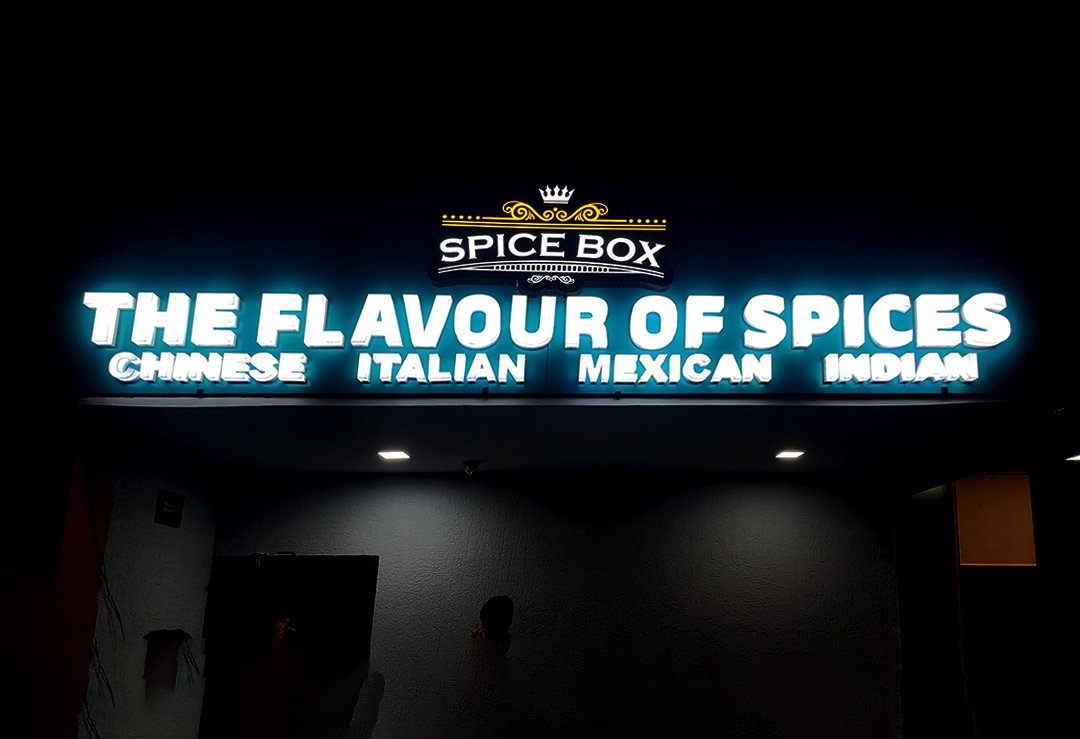 SPICE BOX
THE FLAVOUR OF SPICES
CHINESE ITALIAN MEXICAN INDIAN